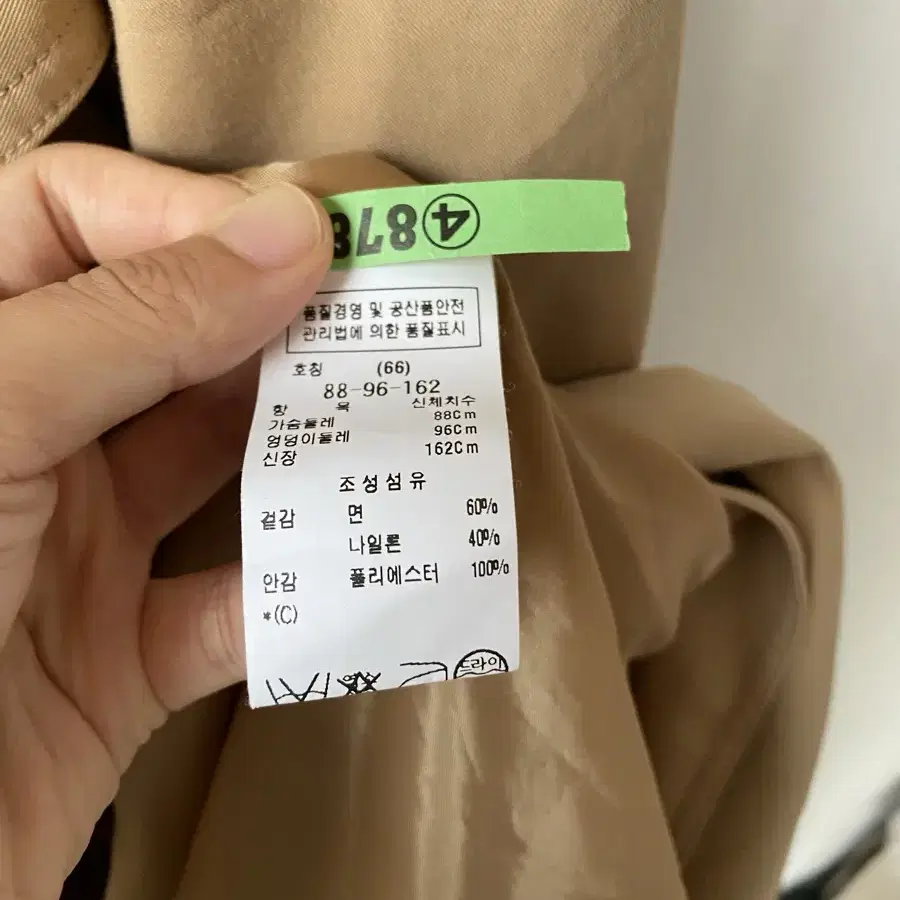 ④878
품질경영 및 공산품안전
관리법에 의한 품질표시
호칭 (66)
88-96-162
항 목 신체치수
가슴둘레 88Cm
엉덩이둘레 96Cm
신장 162Cm
조성섬유
겉감 면 60%
나일론 40%
안감 폴리에스터 100%
*(C)
드라이